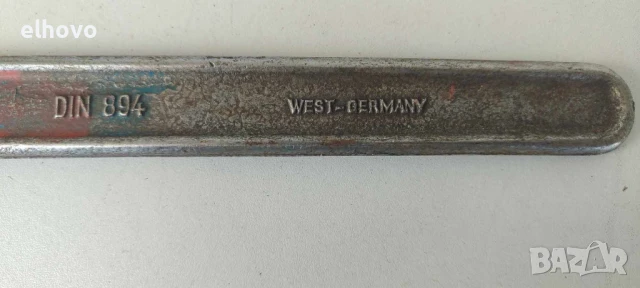 elhovo
DIN 894
WEST-GERMANY
BAZAR